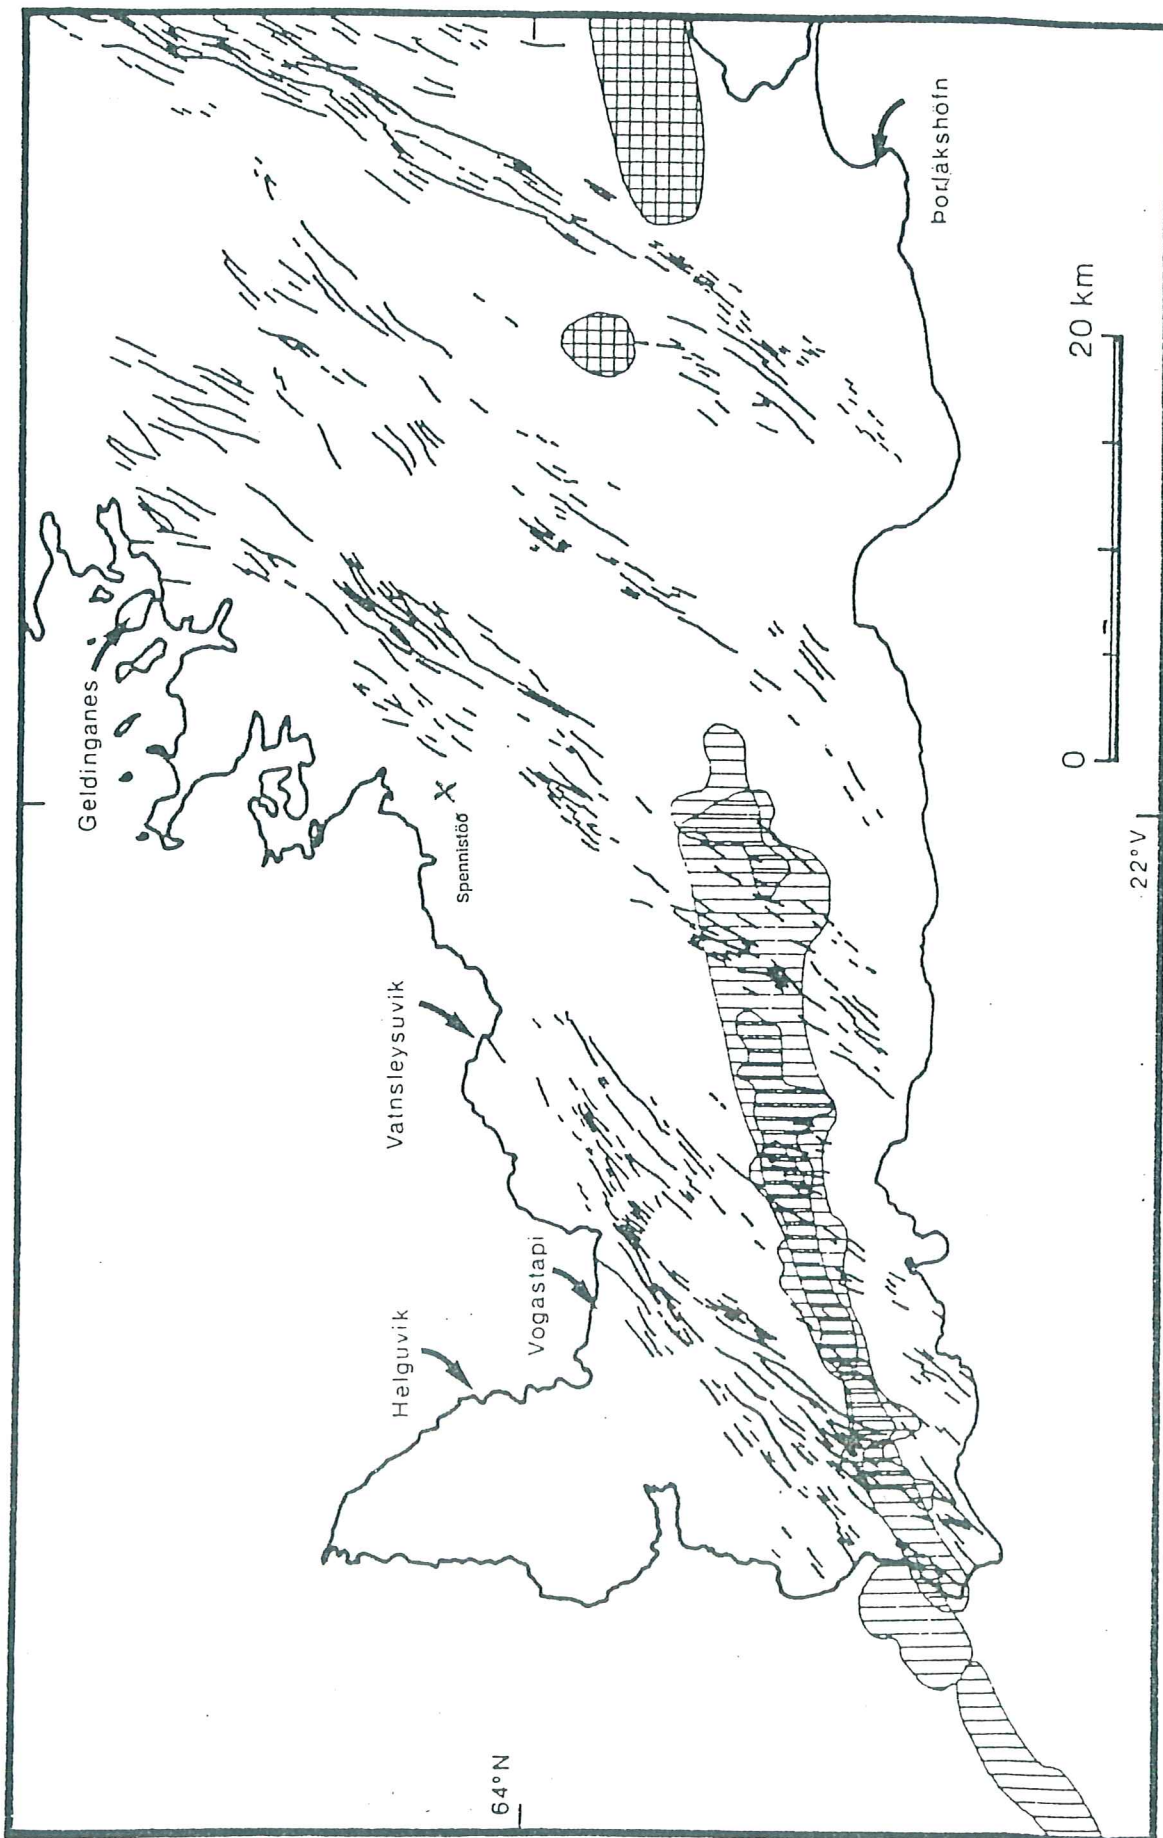 Geldinganes
Spennistöð
Vatnsleysuvik
Helguvik
Vogastapi
Þorlákshöfn
64°N
22°V
0
20 km